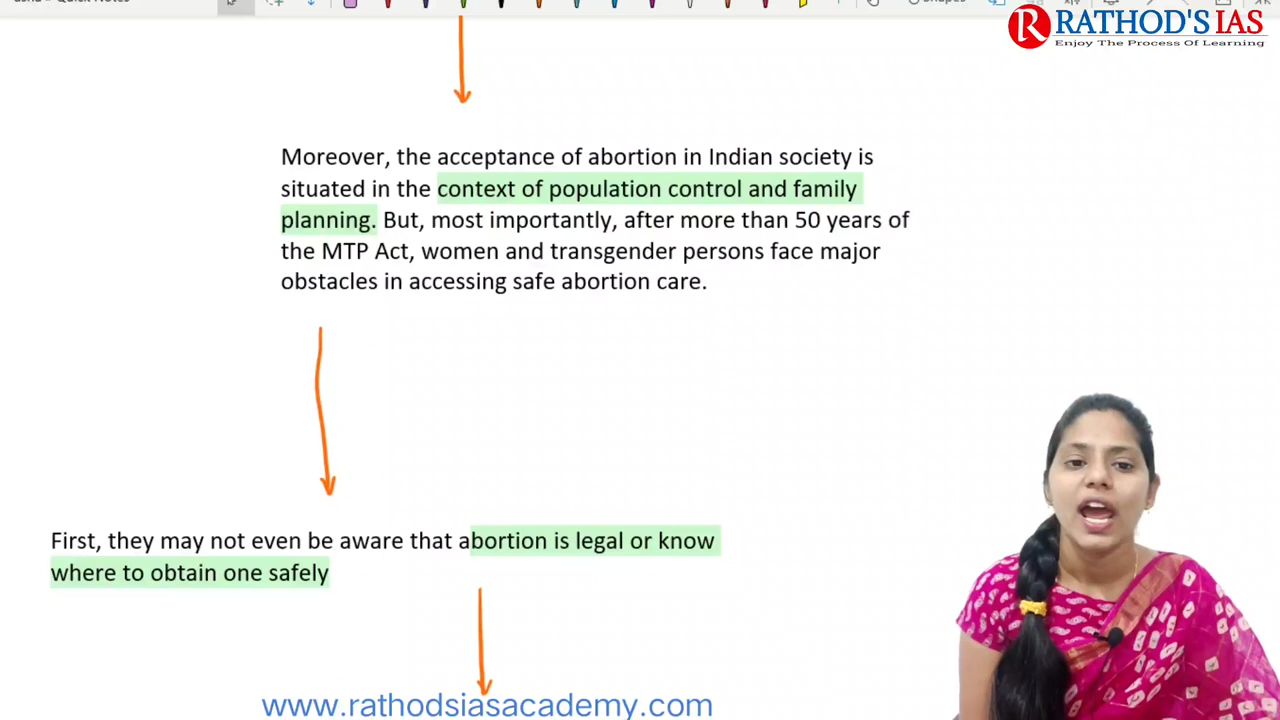 RATHOD'S IAS
Enjoy The Process Of Learning
Moreover, the acceptance of abortion in Indian society is
situated in the context of population control and family
planning. But, most importantly, after more than 50 years of
the MTP Act, women and transgender persons face major
obstacles in accessing safe abortion care.
First, they may not even be aware that abortion is legal or know
where to obtain one safely
www.rathodsiasacademy.com